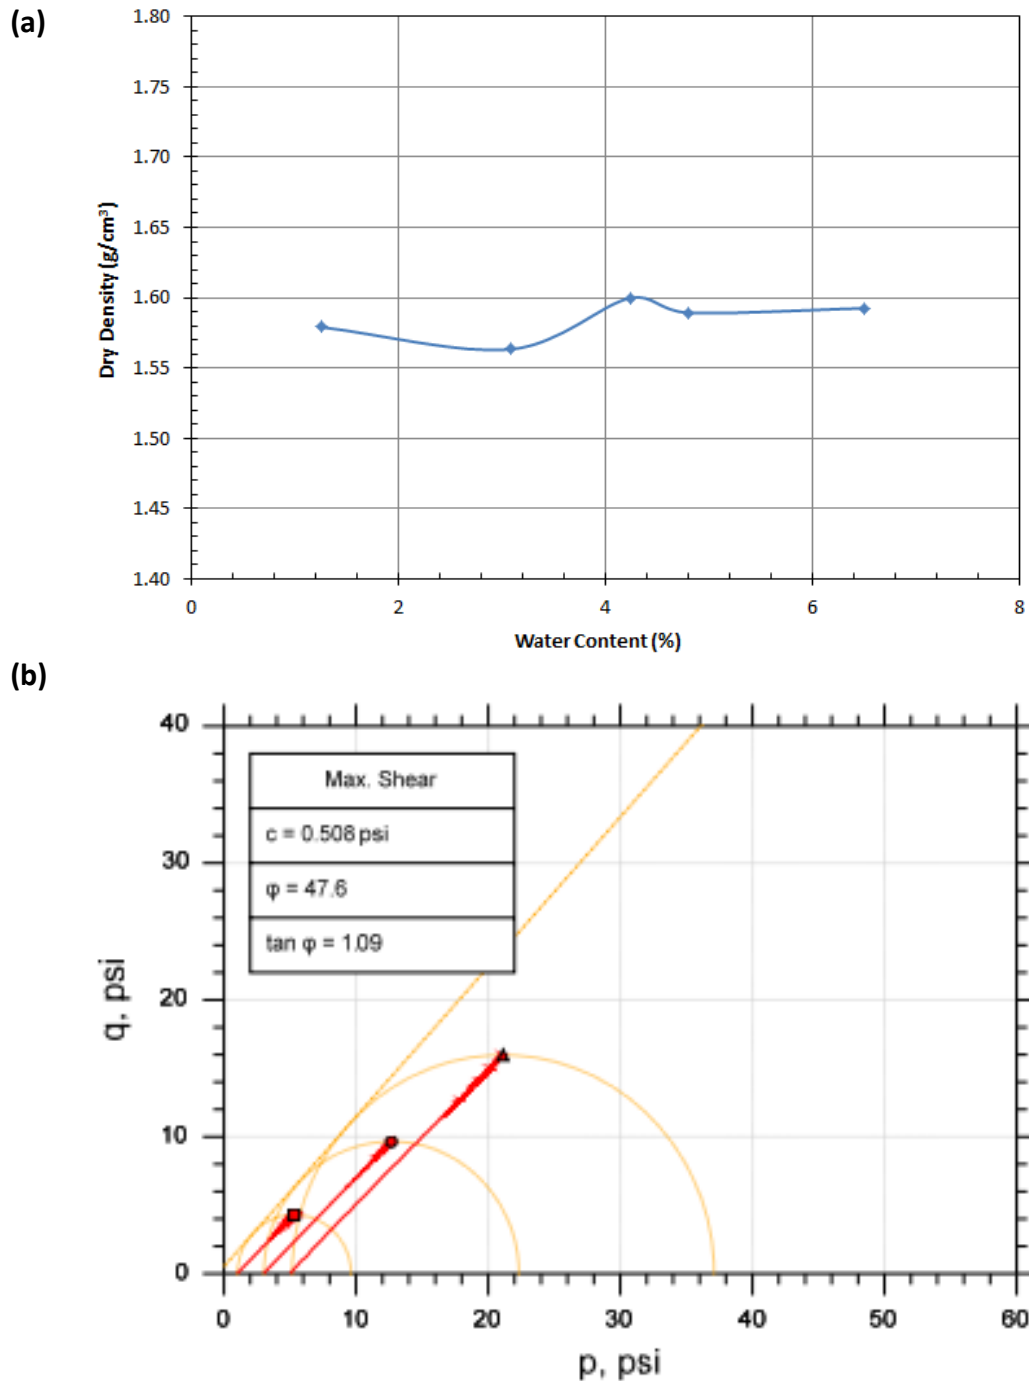 (a)
1.80
1.75
1.70
1.65
1.60
1.55
1.50
1.45
1.40
Dry Density (g/cm³)
0 2 4 6 8
Water Content (%)
(b)
40
30
20
10
0
q, psi
Max. Shear
c = 0.508 psi
φ = 47.6
tan φ = 1.09
0 10 20 30 40 50 60
p, psi